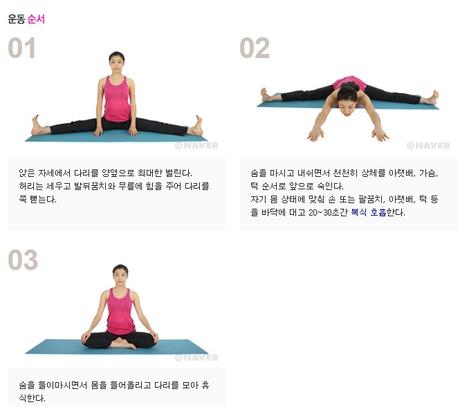 운동 순서
01
02
©NAVER
©NAVER
앉은 자세에서 다리를 양옆으로 최대한 벌린다.
허리는 세우고 발뒤꿈치와 무릎에 힘을 주어 다리를
쭉 뻗는다.
숨을 마시고 내쉬면서 천천히 상체를 아랫배, 가슴,
턱 순서로 앞으로 숙인다.
자기 몸 상태에 맞춰 손 또는 팔꿈치, 아랫배, 턱 등
을 바닥에 대고 20~30초간 복식 호흡한다.
03
©NAVER
숨을 들이마시면서 몸을 들어올리고 다리를 모아 휴
식한다.